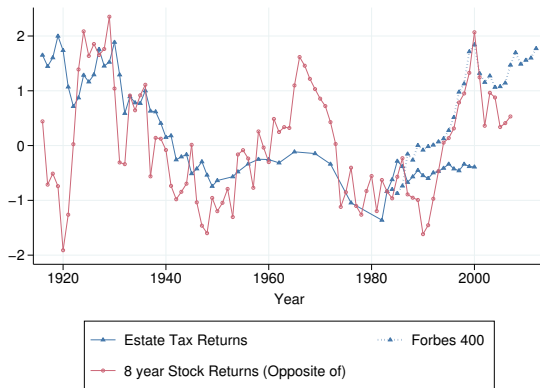 2
1
0
−1
−2
1920
1940
1960
1980
2000
Year
Estate Tax Returns
Forbes 400
8 year Stock Returns (Opposite of)